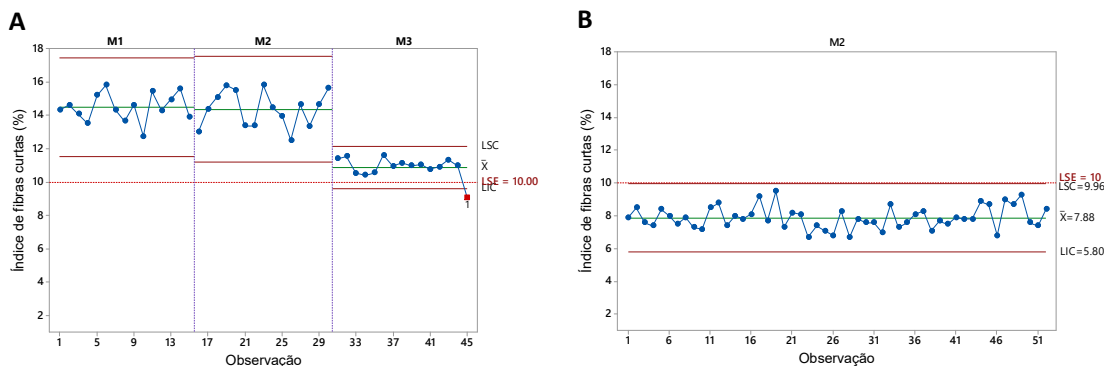 A
M1 M2 M3
18
16
14
12
10
8
6
4
2
Índice de fibras curtas (%)
LSC
X̄
LSE = 10.00
LIC
1
1 5 9 13 17 21 25 29 33 37 41 45
Observação
B
M2
18
16
14
12
10
8
6
4
2
Índice de fibras curtas (%)
LSE = 10
LSC=9.96
X̄=7.88
LIC=5.80
1 6 11 16 21 26 31 36 41 46 51
Observação